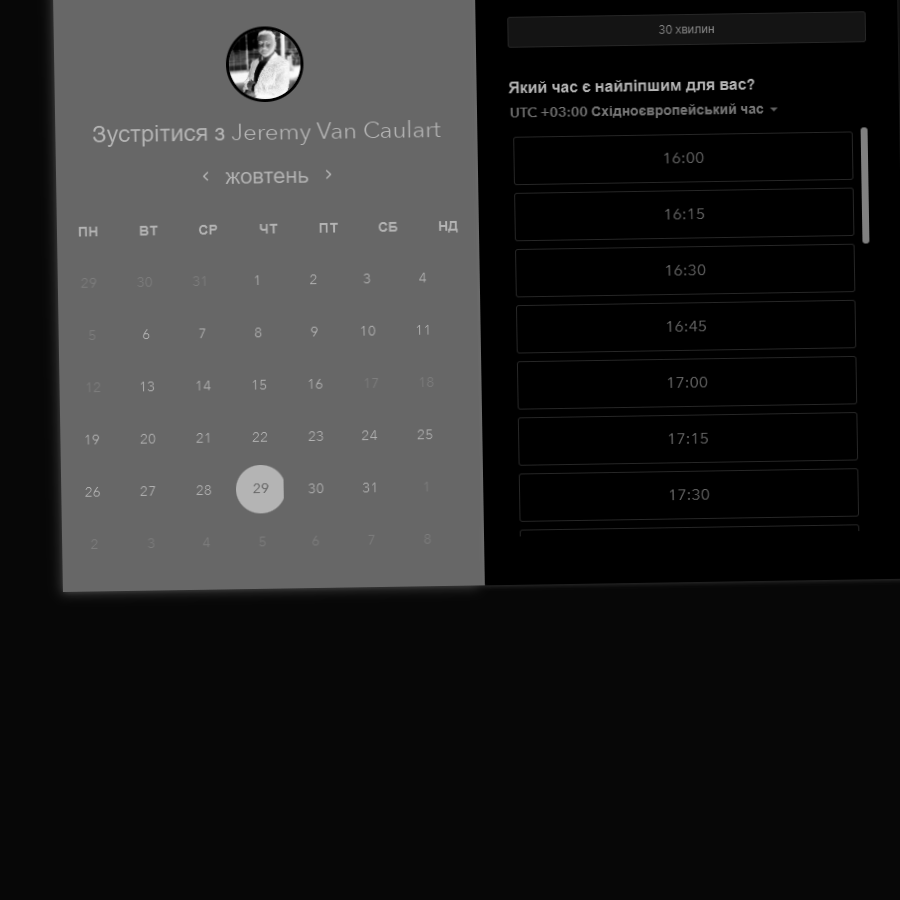 Зустрітися з Jeremy Van Caulart
жовтень
ПН ВТ СР ЧТ ПТ СБ НД
29 30 31 1 2 3 4
5 6 7 8 9 10 11
12 13 14 15 16 17 18
19 20 21 22 23 24 25
26 27 28 29 30 31 1
2 3 4 5 6 7 8
30 хвилин
Який час є найліпшим для вас?
UTC +03:00 Східноєвропейський час
16:00
16:15
16:30
16:45
17:00
17:15
17:30